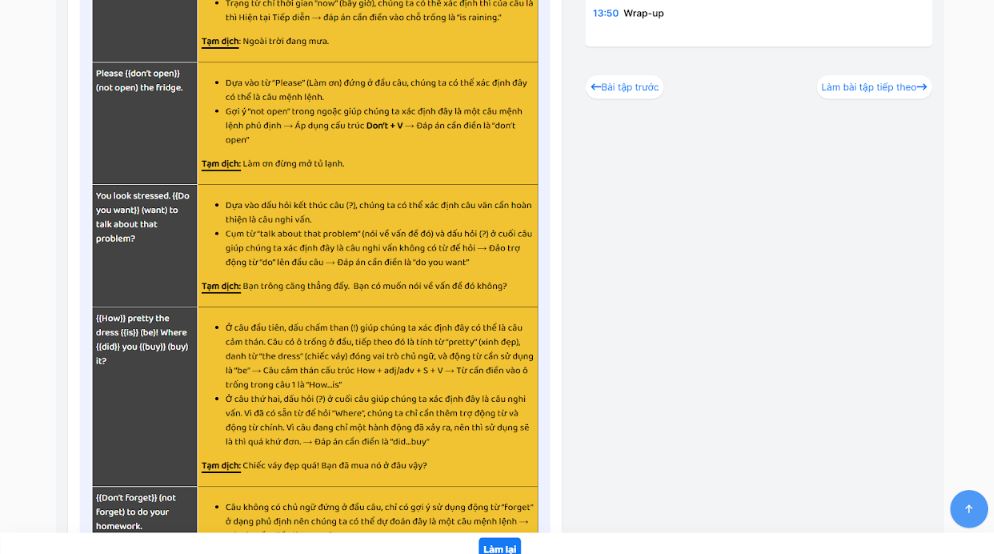 Trạng từ chỉ thời gian "now" (bây giờ), chúng ta có thể xác định thì của câu là
thì Hiện tại Tiếp diễn → đáp án cần điền vào chỗ trống là "is raining."
Tạm dịch: Ngoài trời đang mưa.
Please {{don't open}}
(not open) the fridge.
Dựa vào từ "Please" (Làm ơn) đứng ở đầu câu, chúng ta có thể xác định đây
có thể là câu mệnh lệnh.
Gợi ý "not open" trong ngoặc giúp chúng ta xác định đây là một câu mệnh
lệnh phủ định → Áp dụng cấu trúc Don't + V → Đáp án cần điền là "don't
open"
Tạm dịch: Làm ơn đừng mở tủ lạnh.
You look stressed. {{Do
you want}} (want) to
talk about that
problem?
Dựa vào dấu hỏi kết thúc câu (?), chúng ta có thể xác định câu văn cần hoàn
thiện là câu nghi vấn.
Cụm từ "talk about that problem" (nói về vấn đề đó) và dấu hỏi (?) ở cuối câu
giúp chúng ta xác định đây là câu nghi vấn không có từ để hỏi → Đảo trợ
động từ "do" lên đầu câu → Đáp án cần điền là "do you want"
Tạm dịch: Bạn trông căng thẳng đấy. Bạn có muốn nói về vấn đề đó không?
{{How}} pretty the
dress {{is}} (be)! Where
{{did}} you {{buy}} (buy)
it?
Ở câu đầu tiên, dấu chấm than (!) giúp chúng ta xác định đây có thể là câu
cảm thán. Câu có ô trống ở đầu, tiếp theo đó là tính từ "pretty" (xinh đẹp),
danh từ "the dress" (chiếc váy) đóng vai trò chủ ngữ, và động từ cần sử dụng
là "be" → Câu cảm thán cấu trúc How + adj/adv + S + V → Từ cần điền vào ô
trống trong câu 1 là "How...is"
Ở câu thứ hai, dấu hỏi (?) ở cuối câu giúp chúng ta xác định đây là câu nghi
vấn. Vì đã có sẵn từ để hỏi "Where", chúng ta chỉ cần thêm trợ động từ và
động từ chính. Vì câu đang chỉ một hành động đã xảy ra, nên thì sử dụng sẽ
là thì quá khứ đơn. → Đáp án cần điền là "did...buy"
Tạm dịch: Chiếc váy đẹp quá! Bạn đã mua nó ở đâu vậy?
{{Don't forget}} (not
forget) to do your
homework.
Câu không có chủ ngữ đứng ở đầu câu, chỉ có gợi ý sử dụng động từ "forget"
ở dạng phủ định nên chúng ta có thể dự đoán đây là một câu mệnh lệnh →
13:50 Wrap-up
←Bài tập trước
Làm bài tập tiếp theo→
Làm lại